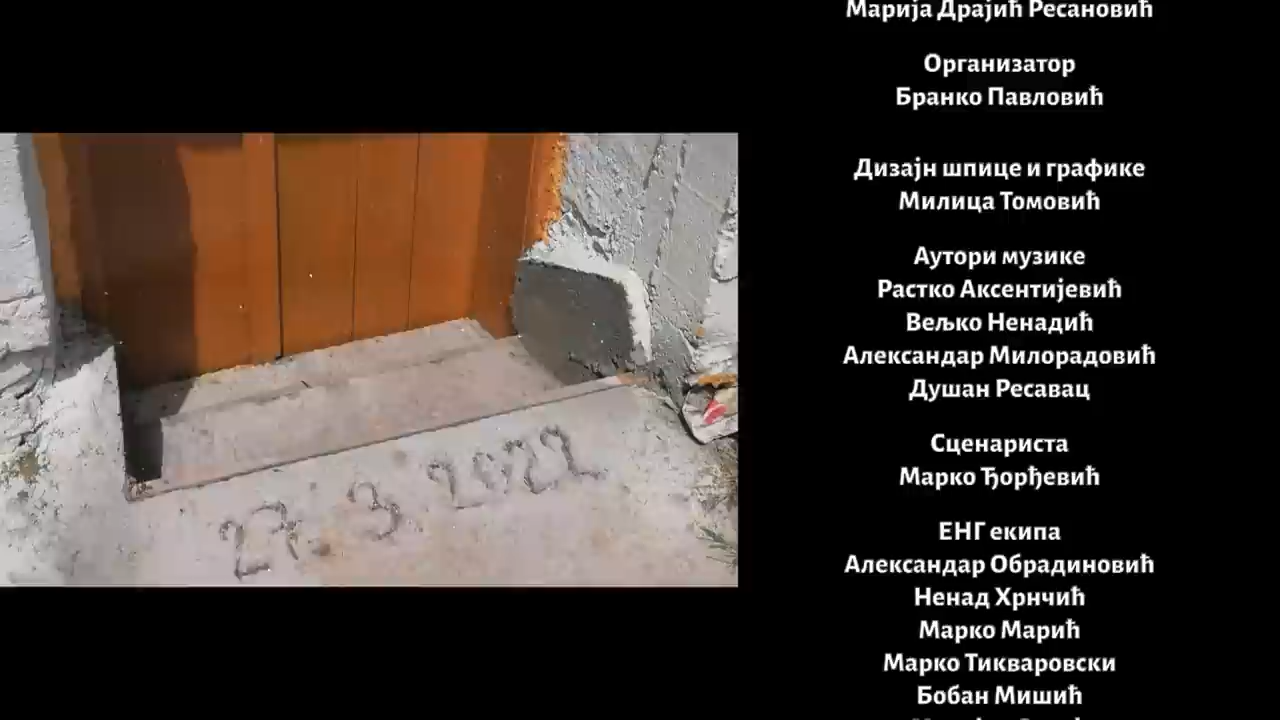 27. 3. 2022
Марија Драјић Ресановић
Организатор
Бранко Павловић
Дизајн шпице и графике
Милица Томовић
Аутори музике
Растко Аксентијевић
Вељко Ненадић
Александар Милорадовић
Душан Ресавац
Сценариста
Марко Ђорђевић
ЕНГ екипа
Александар Обрадиновић
Ненад Хрнчић
Марко Марић
Марко Тикваровски
Бобан Мишић